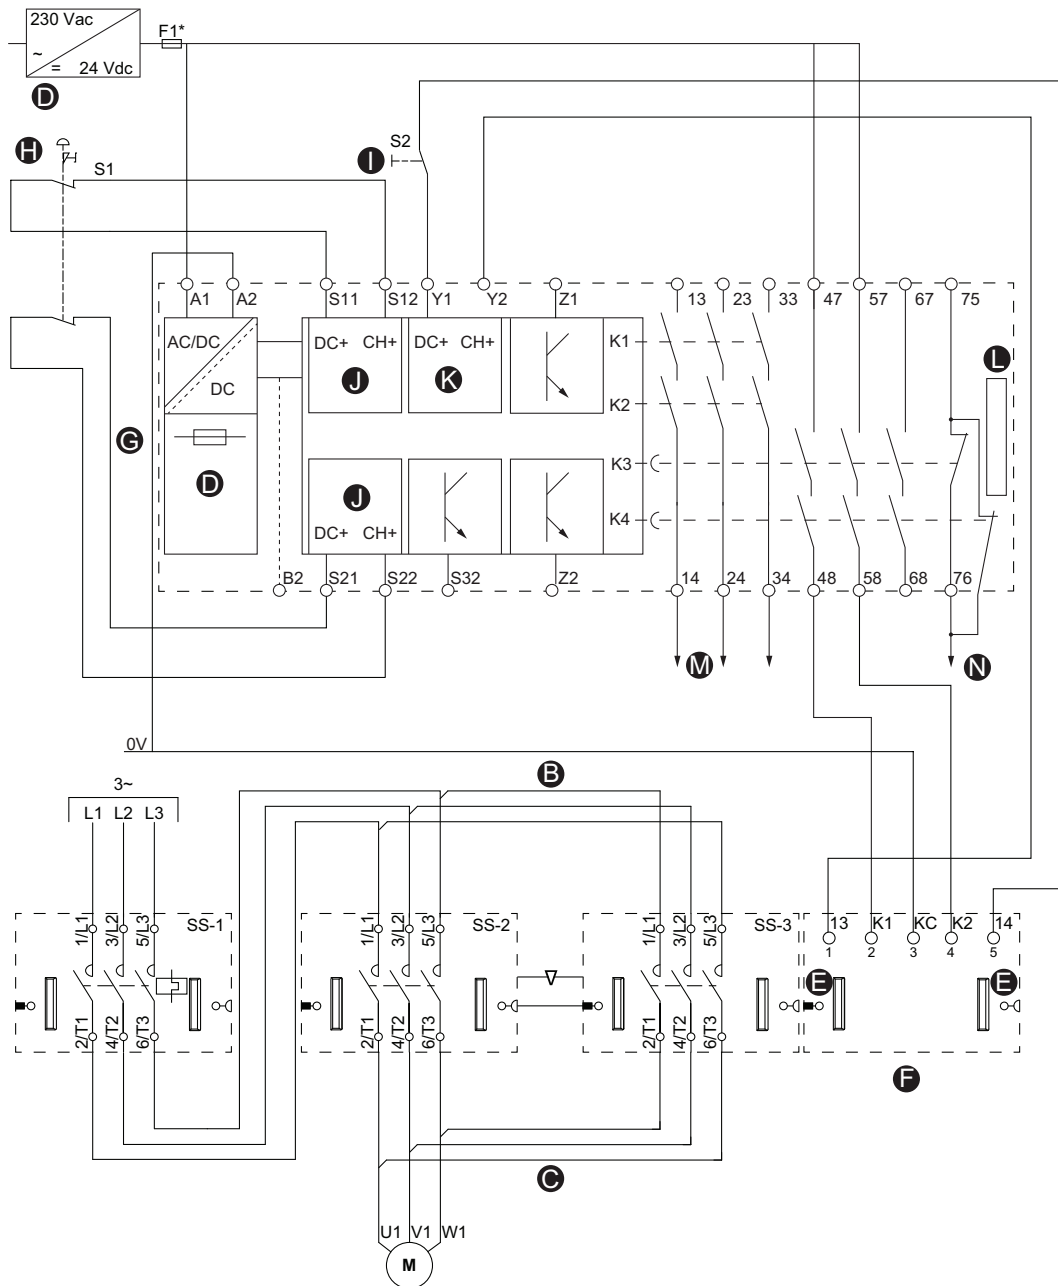 230 Vac
F1*
~
= 24 Vdc
D
H
S1
S2
I
A1 A2 S11 S12 Y1 Y2 Z1 13 23 33 47 57 67 75
AC/DC
DC
DC+ CH+
J
DC+ CH+
K
K1
K2
L
G
D
J
DC+ CH+
K3
K4
B2 S21 S22 S32 Z2 14 24 34 48 58 68 76
M
N
0V
B
3~
L1 L2 L3
1/L1 3/L2 5/L3 SS-1
1/L1 3/L2 5/L3 SS-2
1/L1 3/L2 5/L3 SS-3
13 K1 KC K2 14
1 2 3 4 5
E E
2/T1 4/T2 6/T3
2/T1 4/T2 6/T3
2/T1 4/T2 6/T3
F
C
U1 V1 W1
M